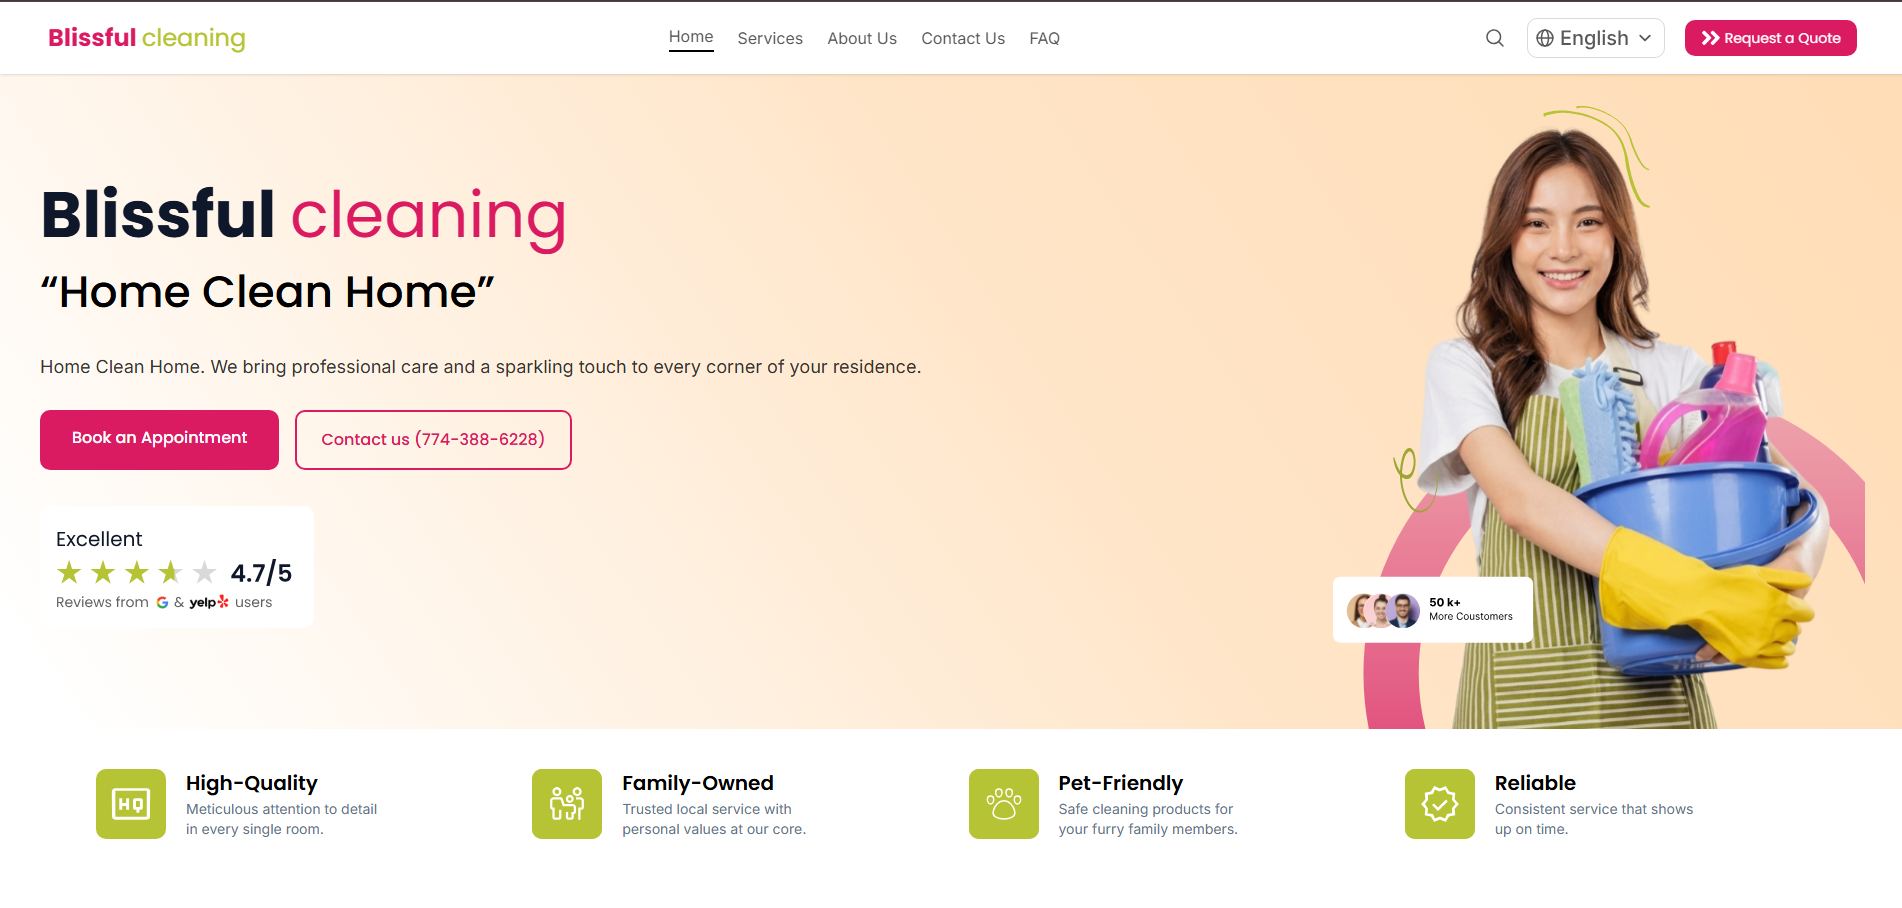 Blissful cleaning
Home
Services
About Us
Contact Us
FAQ
English
Request a Quote
Blissful cleaning
“Home Clean Home”
Home Clean Home. We bring professional care and a sparkling touch to every corner of your residence.
Book an Appointment
Contact us (774-388-6228)
Excellent
4.7/5
Reviews from G & yelp users
50 k+
More Coustomers
HQ
High-Quality
Meticulous attention to detail
in every single room.
Family-Owned
Trusted local service with
personal values at our core.
Pet-Friendly
Safe cleaning products for
your furry family members.
Reliable
Consistent service that shows
up on time.